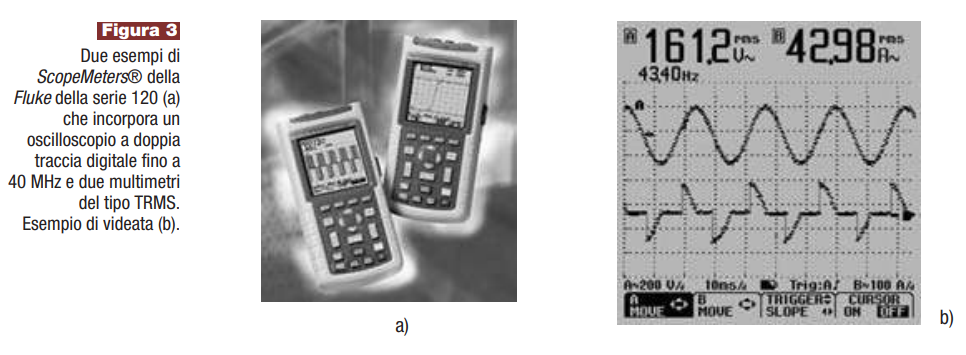 Figura 3
Due esempi di
ScopeMeters® della
Fluke della serie 120 (a)
che incorpora un
oscilloscopio a doppia
traccia digitale fino a
40 MHz e due multimetri
del tipo TRMS.
Esempio di videata (b).
a)
A 161.2 rms V~ B 42.98 rms A~
43.40 Hz
A
A~200 V/ 10ms/ Trig:A B~100 A/
A MOVE B MOVE TRIGGER SLOPE CURSOR ON OFF
b)